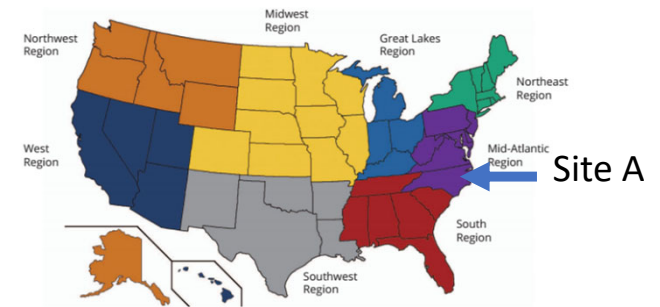 Midwest
Region
Northwest
Region
Great Lakes
Region
Northeast
Region
West
Region
Mid-Atlantic
Region
Site A
South
Region
Southwest
Region